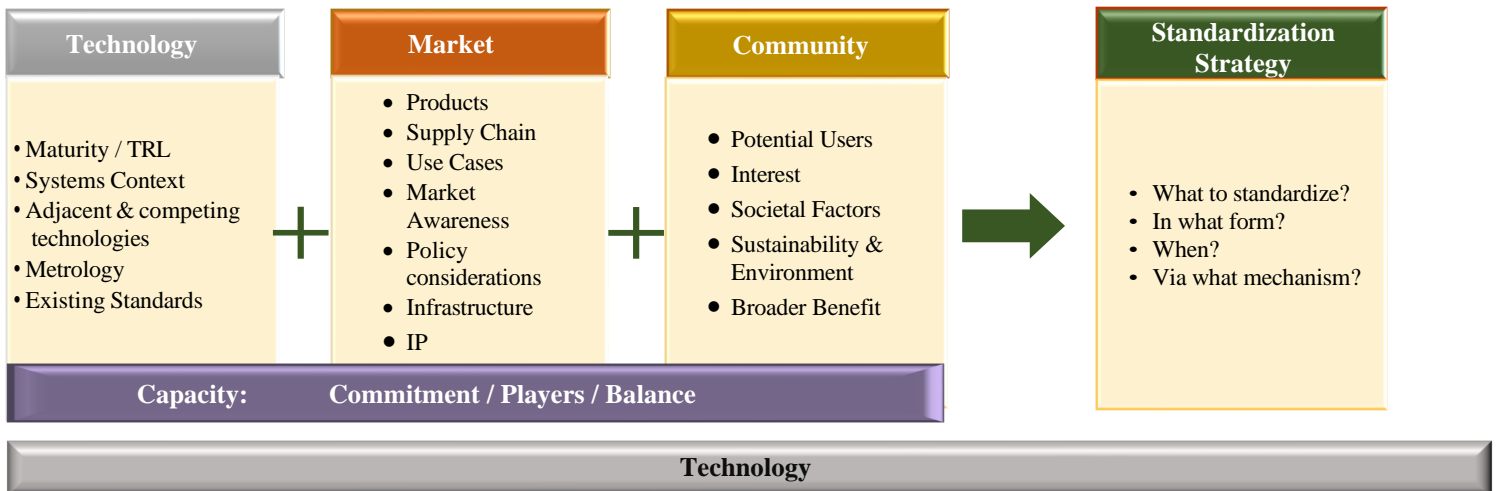 Technology
• Maturity / TRL
• Systems Context
• Adjacent & competing
technologies
• Metrology
• Existing Standards
Market
• Products
• Supply Chain
• Use Cases
• Market
Awareness
• Policy
considerations
• Infrastructure
• IP
Community
• Potential Users
• Interest
• Societal Factors
• Sustainability &
Environment
• Broader Benefit
Capacity: Commitment / Players / Balance
Standardization
Strategy
• What to standardize?
• In what form?
• When?
• Via what mechanism?
Technology